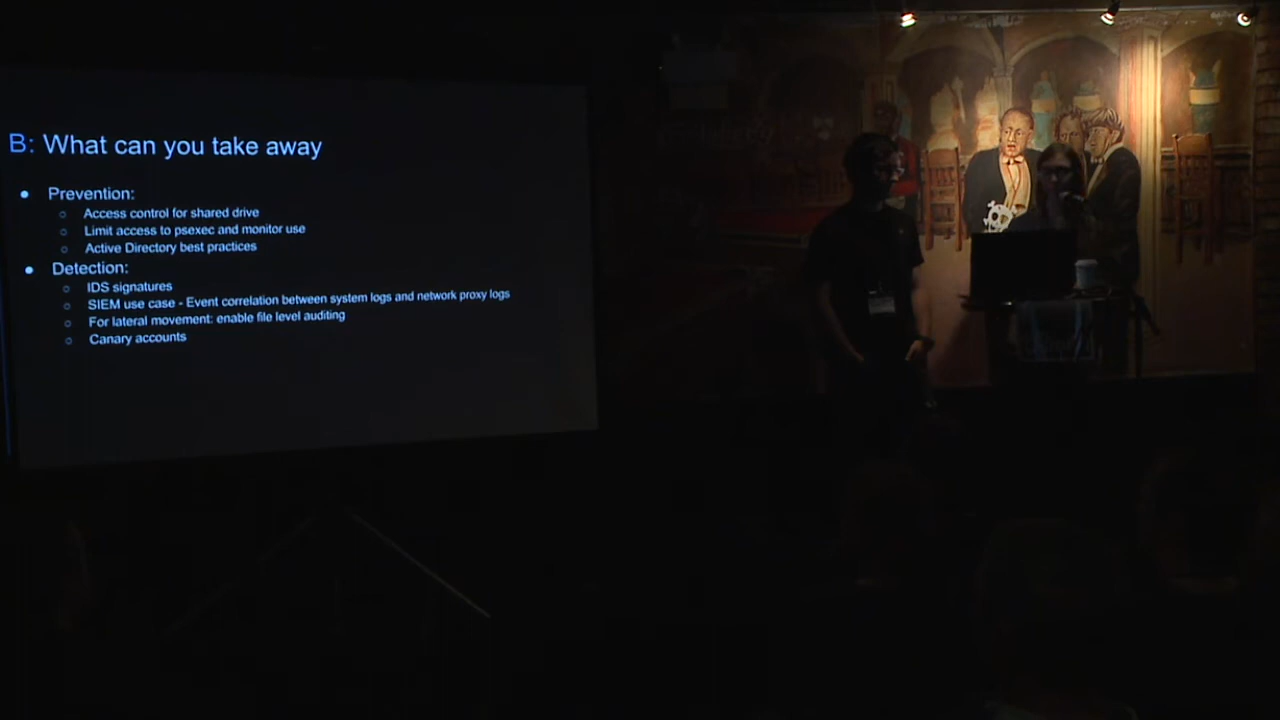 B: What can you take away
● Prevention:
○ Access control for shared drive
○ Limit access to psexec and monitor use
○ Active Directory best practices
● Detection:
○ IDS signatures
○ SIEM use case - Event correlation between system logs and network proxy logs
○ For lateral movement: enable file level auditing
○ Canary accounts